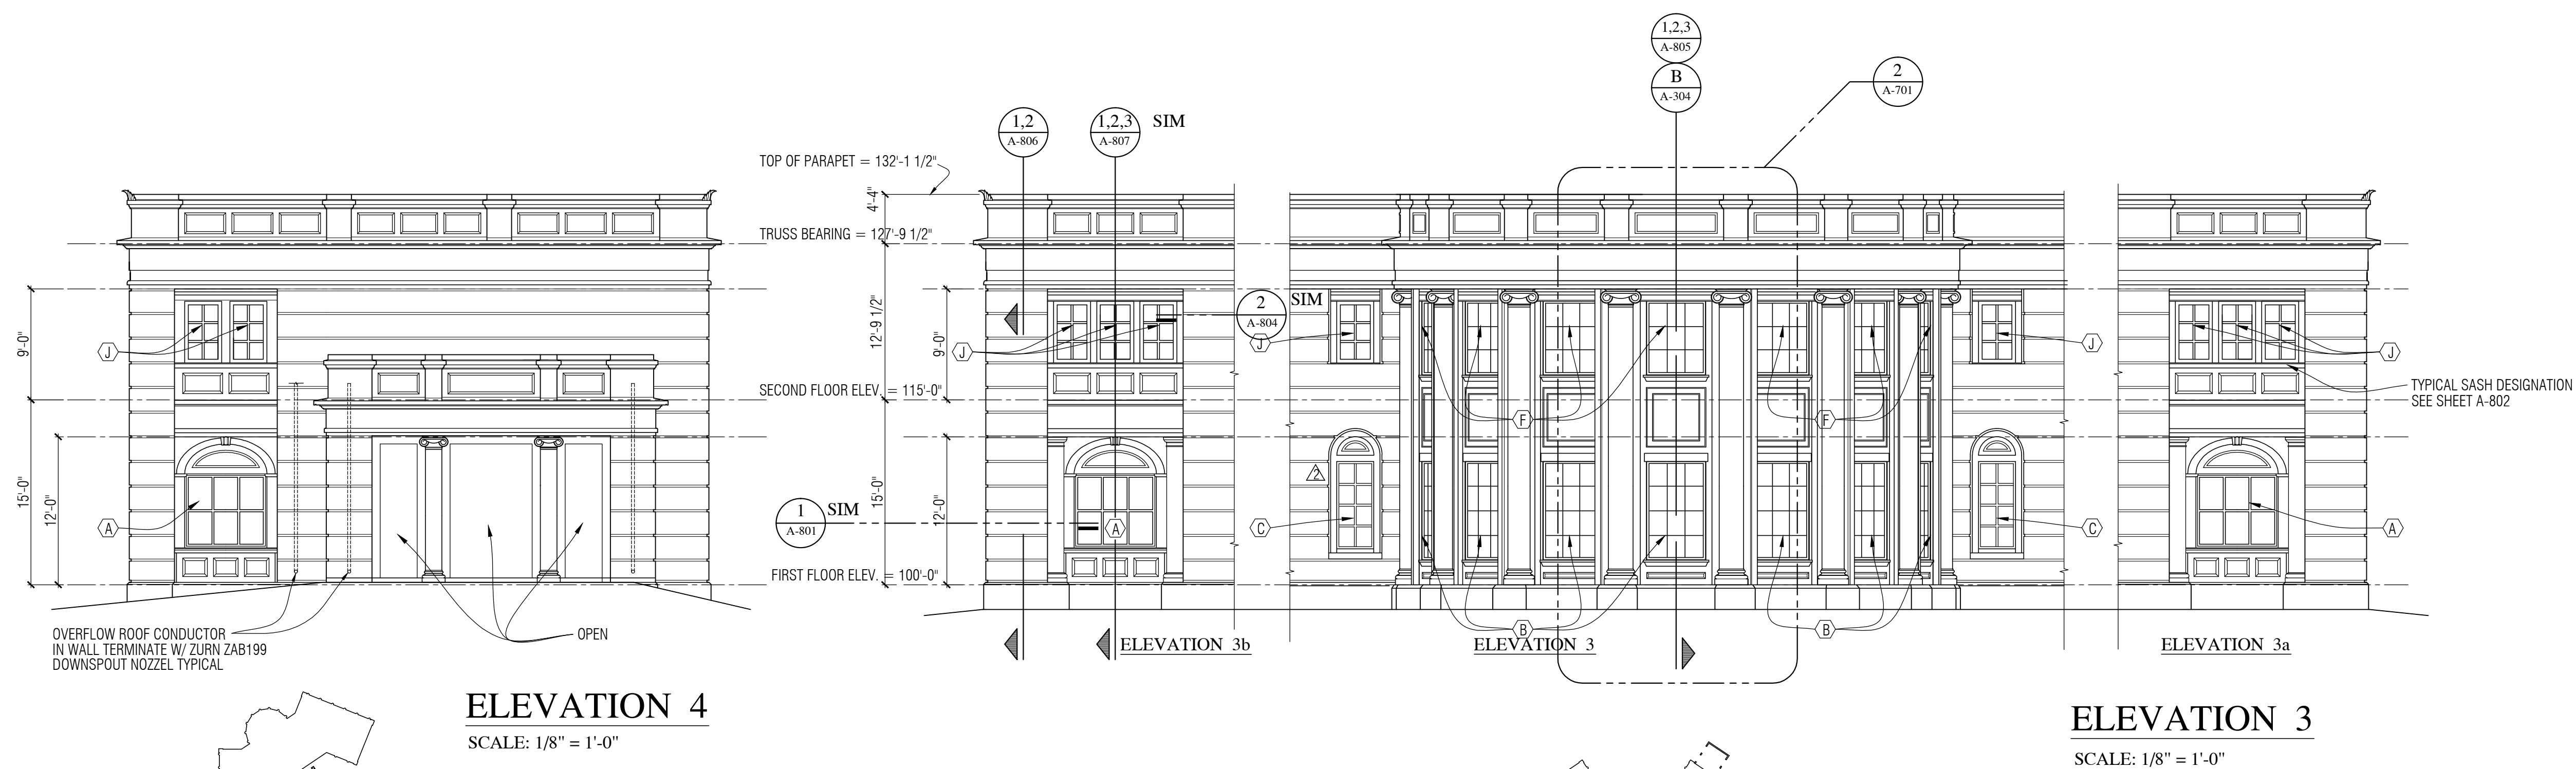 1,2,3
A-805
B
A-304
2
A-701
1,2
A-806
1,2,3 SIM
A-807
TOP OF PARAPET = 132'-1 1/2"
4'-4"
TRUSS BEARING = 127'-9 1/2"
12'-9 1/2"
9'-0"
9'-0"
2 SIM
A-804
J
J
J
J
J
SECOND FLOOR ELEV. = 115'-0"
TYPICAL SASH DESIGNATION
SEE SHEET A-802
F
F
2
15'-0"
12'-0"
15'-0"
12'-0"
1 SIM
A-801
A
A
C
C
A
FIRST FLOOR ELEV. = 100'-0"
OVERFLOW ROOF CONDUCTOR
IN WALL TERMINATE W/ ZURN ZAB199
DOWNSPOUT NOZZEL TYPICAL
OPEN
B
B
ELEVATION 3b
ELEVATION 3
ELEVATION 3a
ELEVATION 4
SCALE: 1/8" = 1'-0"
ELEVATION 3
SCALE: 1/8" = 1'-0"